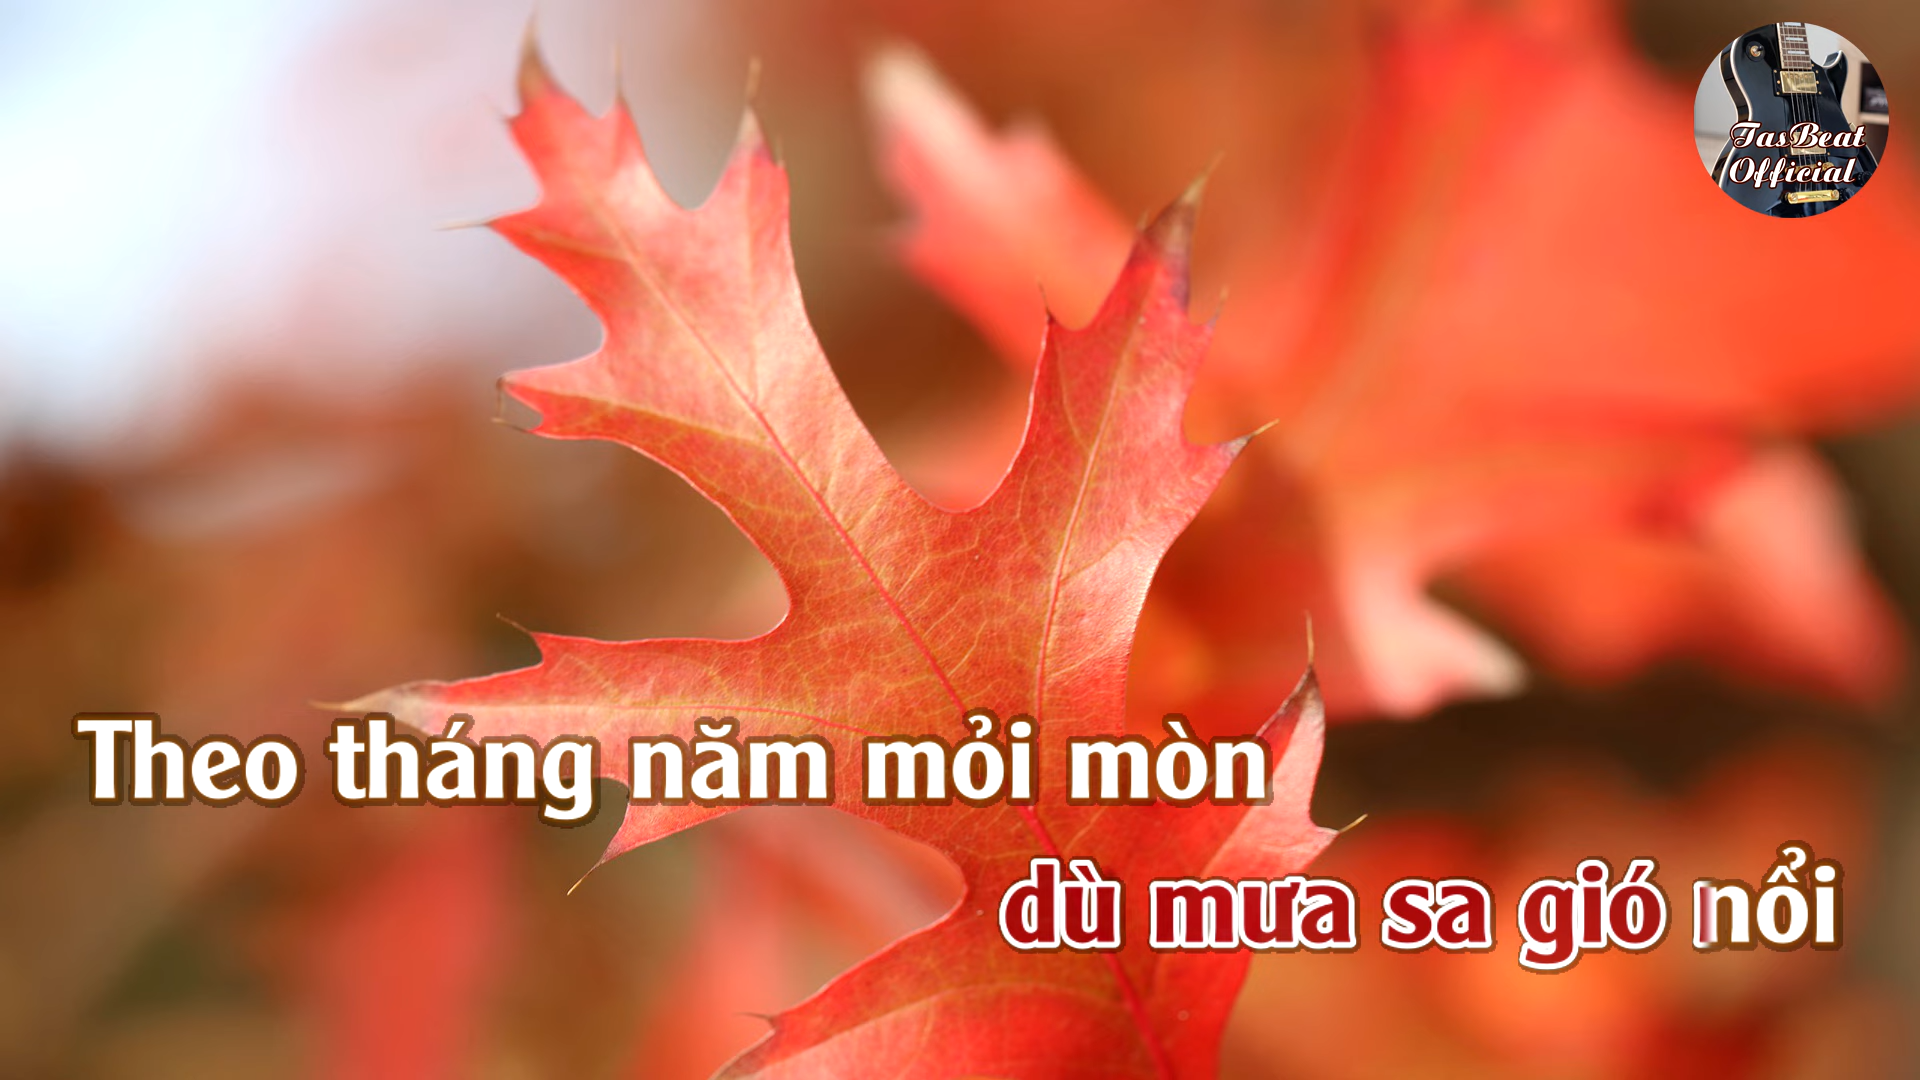 TasBeat
Official
Theo tháng năm mỏi mòn
dù mưa sa gió nổi